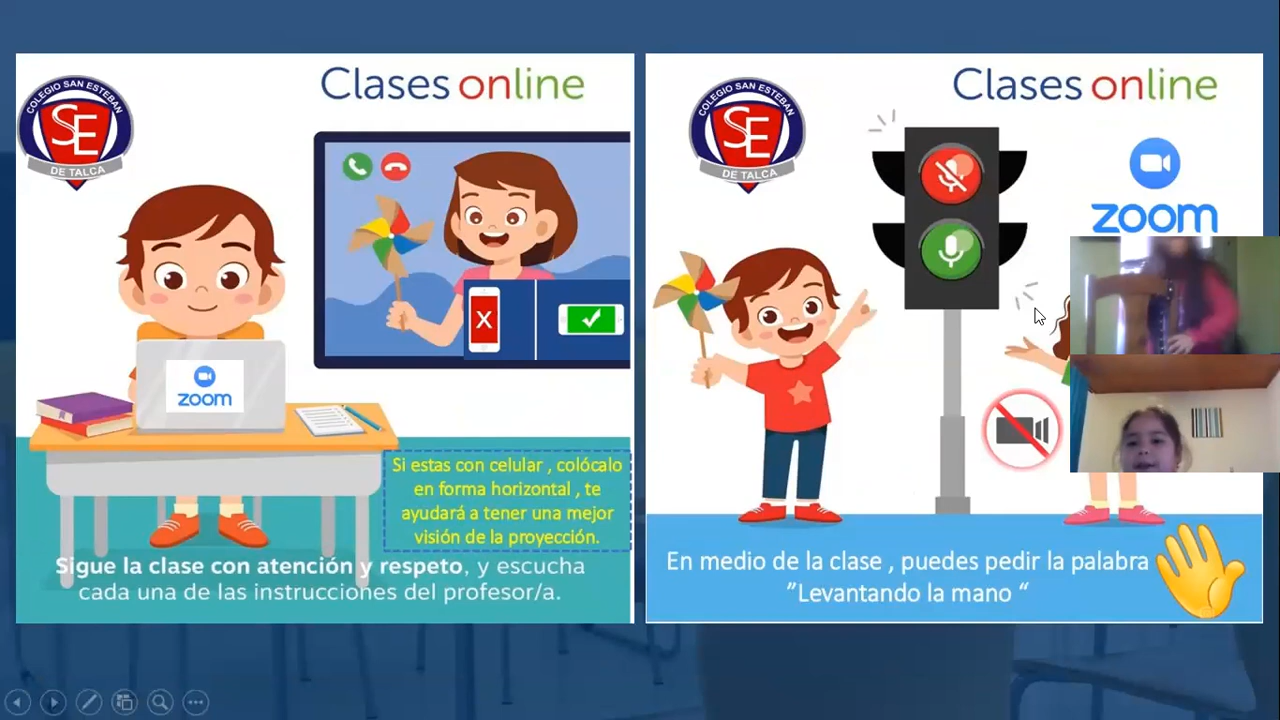 Clases online
COLEGIO SAN ESTEBAN
SE
DE TALCA
zoom
X
Si estas con celular , colócalo
en forma horizontal , te
ayudará a tener una mejor
visión de la proyección.
Sigue la clase con atención y respeto, y escucha
cada una de las instrucciones del profesor/a.
Clases online
COLEGIO SAN ESTEBAN
SE
DE TALCA
zoom
En medio de la clase , puedes pedir la palabra
”Levantando la mano “